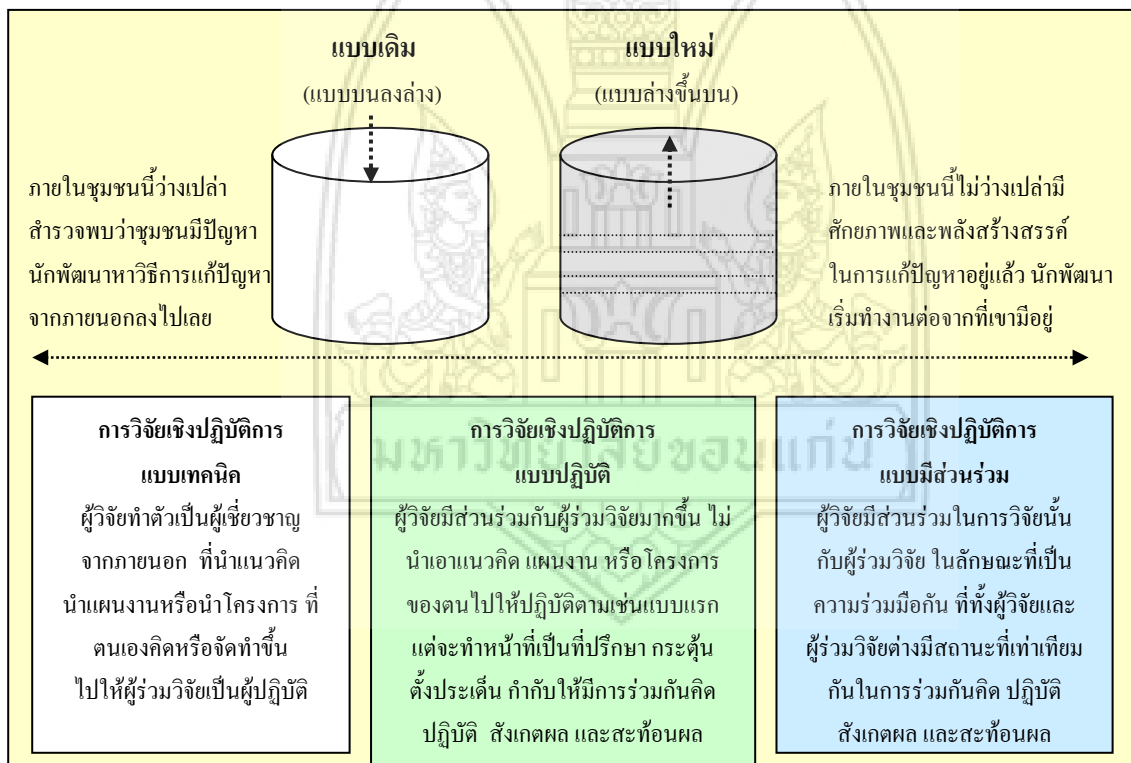 แบบเดิม
(แบบบนลงล่าง)
แบบใหม่
(แบบล่างขึ้นบน)
ภายในชุมชนนี้ว่างเปล่า
สำรวจพบว่าชุมชนมีปัญหา
นักพัฒนาหาวิธีการแก้ปัญหา
จากภายนอกลงไปเลย
ภายในชุมชนนี้ไม่ว่างเปล่ามี
ศักยภาพและพลังสร้างสรรค์
ในการแก้ปัญหาอยู่แล้ว นักพัฒนา
เริ่มทำงานต่อจากที่เขามีอยู่
การวิจัยเชิงปฏิบัติการ
แบบเทคนิค
ผู้วิจัยทำตัวเป็นผู้เชี่ยวชาญ
จากภายนอก ที่นำแนวคิด
นำแผนงานหรือนำโครงการ ที่
ตนเองคิดหรือจัดทำขึ้น
ไปให้ผู้ร่วมวิจัยเป็นผู้ปฏิบัติ
การวิจัยเชิงปฏิบัติการ
แบบปฏิบัติ
ผู้วิจัยมีส่วนร่วมกับผู้ร่วมวิจัยมากขึ้น ไม่
นำเอาแนวคิด แผนงาน หรือโครงการ
ของตนไปให้ปฏิบัติตามเช่นแบบแรก
แต่จะทำหน้าที่เป็นที่ปรึกษา กระตุ้น
ตั้งประเด็น กำกับให้มีการร่วมกันคิด
ปฏิบัติ สังเกตผล และสะท้อนผล
การวิจัยเชิงปฏิบัติการ
แบบมีส่วนร่วม
ผู้วิจัยมีส่วนร่วมในการวิจัยนั้น
กับผู้ร่วมวิจัย ในลักษณะที่เป็น
ความร่วมมือกัน ที่ทั้งผู้วิจัยและ
ผู้ร่วมวิจัยต่างมีสถานะที่เท่าเทียม
กันในการร่วมกันคิด ปฏิบัติ
สังเกตผล และสะท้อนผล
มหาวิทยาลัยขอนแก่น